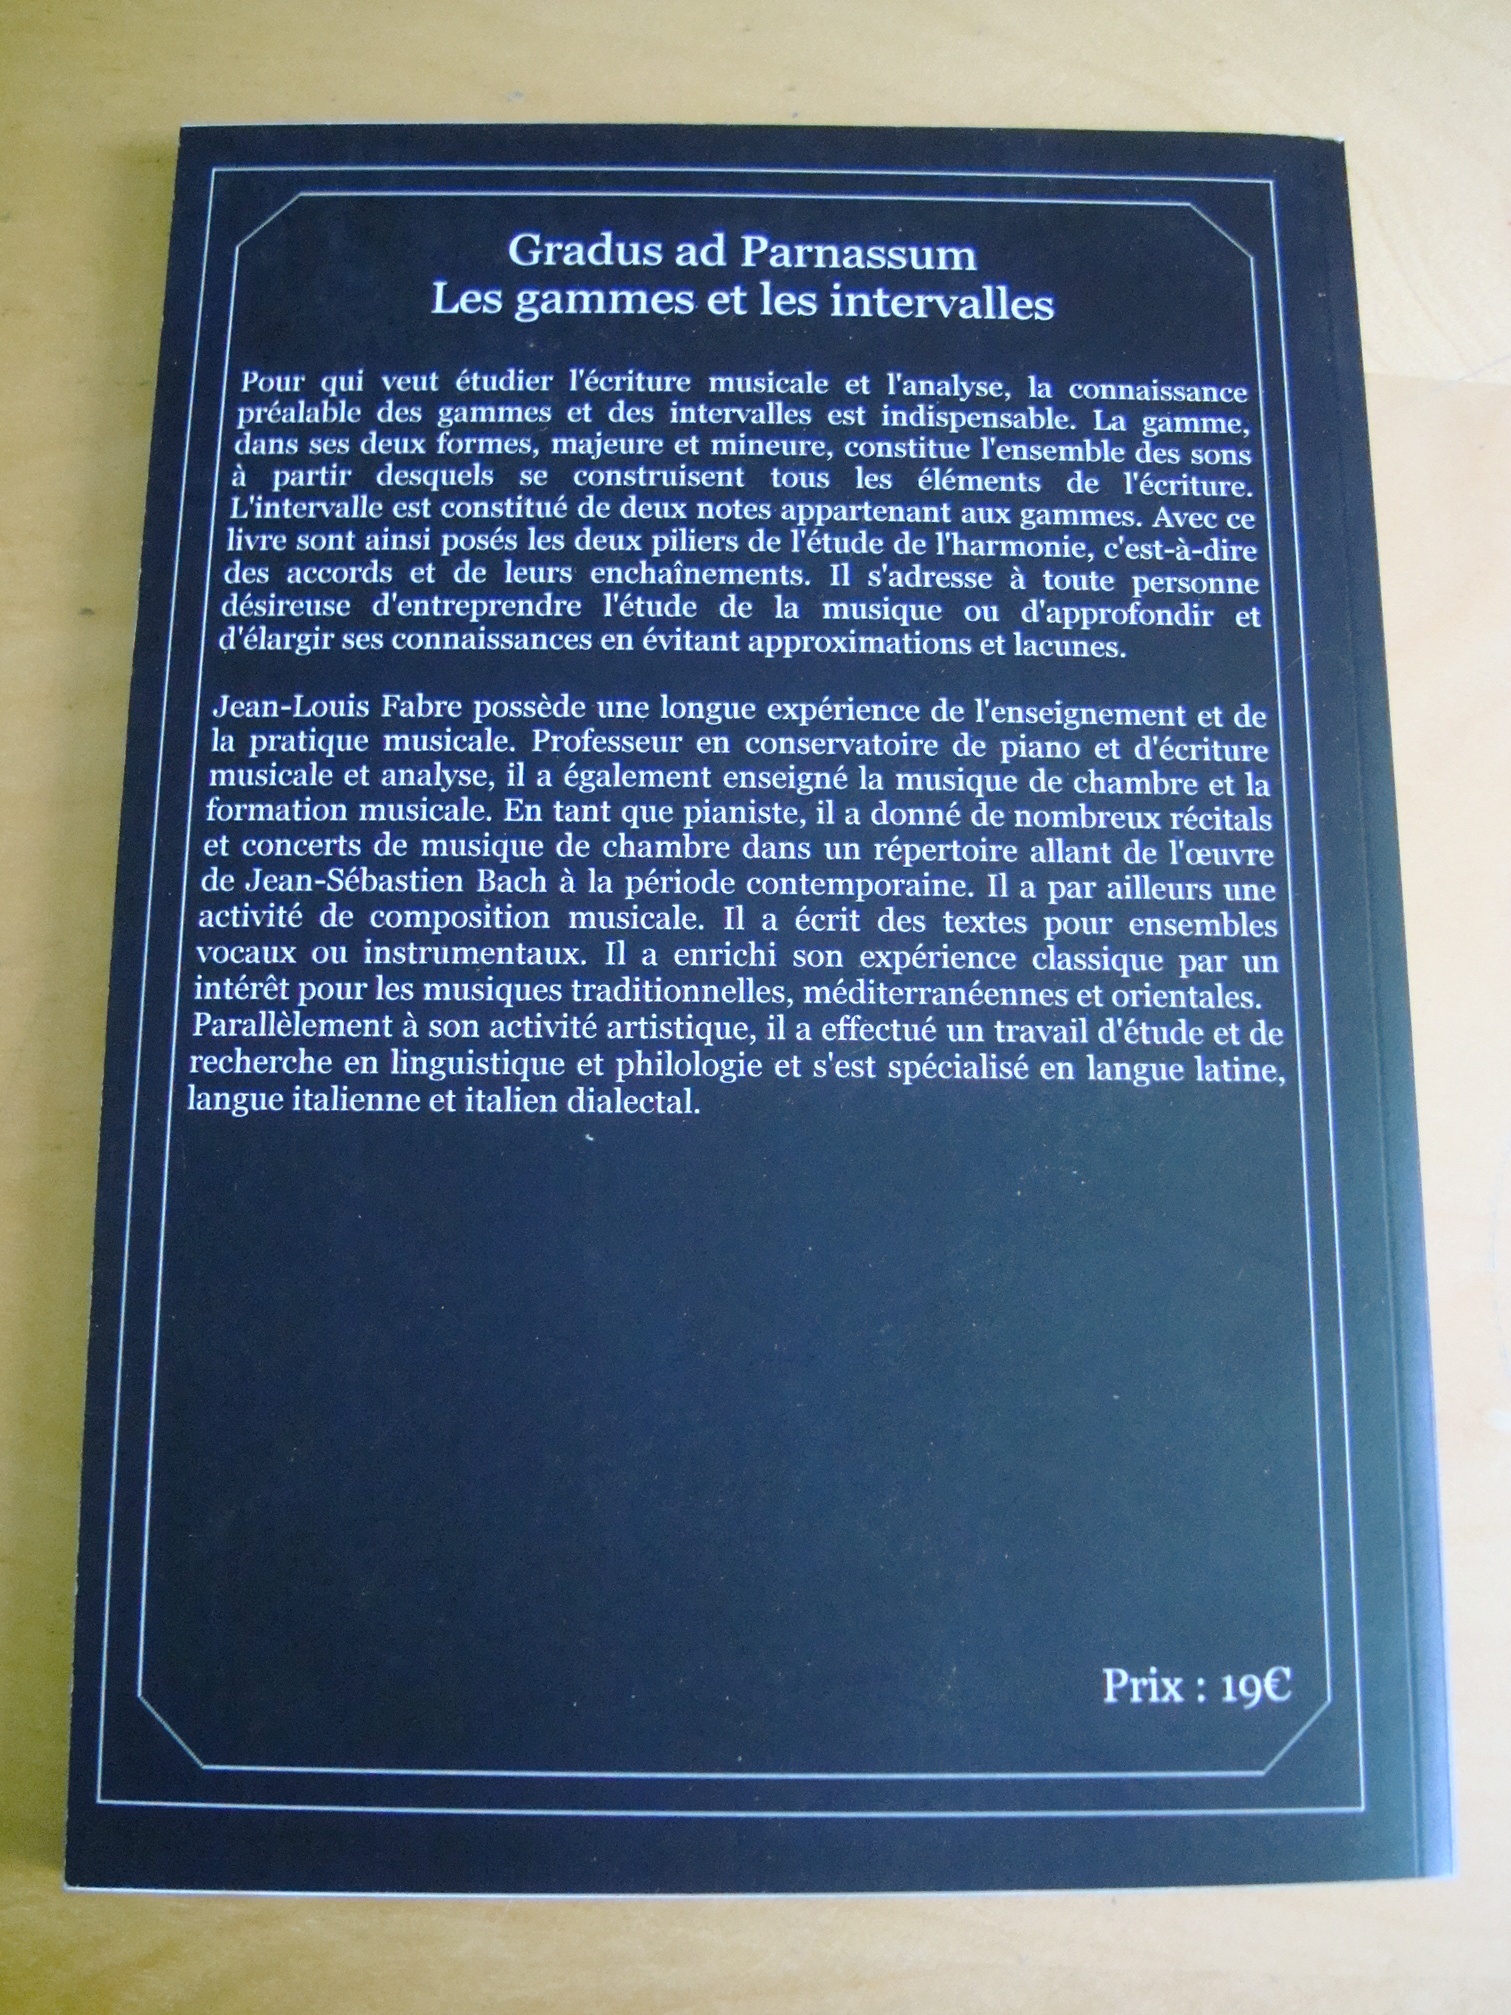 Gradus ad Parnassum
Les gammes et les intervalles
Pour qui veut étudier l'écriture musicale et l'analyse, la connaissance
préalable des gammes et des intervalles est indispensable. La gamme,
dans ses deux formes, majeure et mineure, constitue l'ensemble des sons
à partir desquels se construisent tous les éléments de l'écriture.
L'intervalle est constitué de deux notes appartenant aux gammes. Avec ce
livre sont ainsi posés les deux piliers de l'étude de l'harmonie, c'est-à-dire
des accords et de leurs enchaînements. Il s'adresse à toute personne
désireuse d'entreprendre l'étude de la musique ou d'approfondir et
d'élargir ses connaissances en évitant approximations et lacunes.
Jean-Louis Fabre possède une longue expérience de l'enseignement et de
la pratique musicale. Professeur en conservatoire de piano et d'écriture
musicale et analyse, il a également enseigné la musique de chambre et la
formation musicale. En tant que pianiste, il a donné de nombreux récitals
et concerts de musique de chambre dans un répertoire allant de l'œuvre
de Jean-Sébastien Bach à la période contemporaine. Il a par ailleurs une
activité de composition musicale. Il a écrit des textes pour ensembles
vocaux ou instrumentaux. Il a enrichi son expérience classique par un
intérêt pour les musiques traditionnelles, méditerranéennes et orientales.
Parallèlement à son activité artistique, il a effectué un travail d'étude et de
recherche en linguistique et philologie et s'est spécialisé en langue latine,
langue italienne et italien dialectal.
Prix : 19€